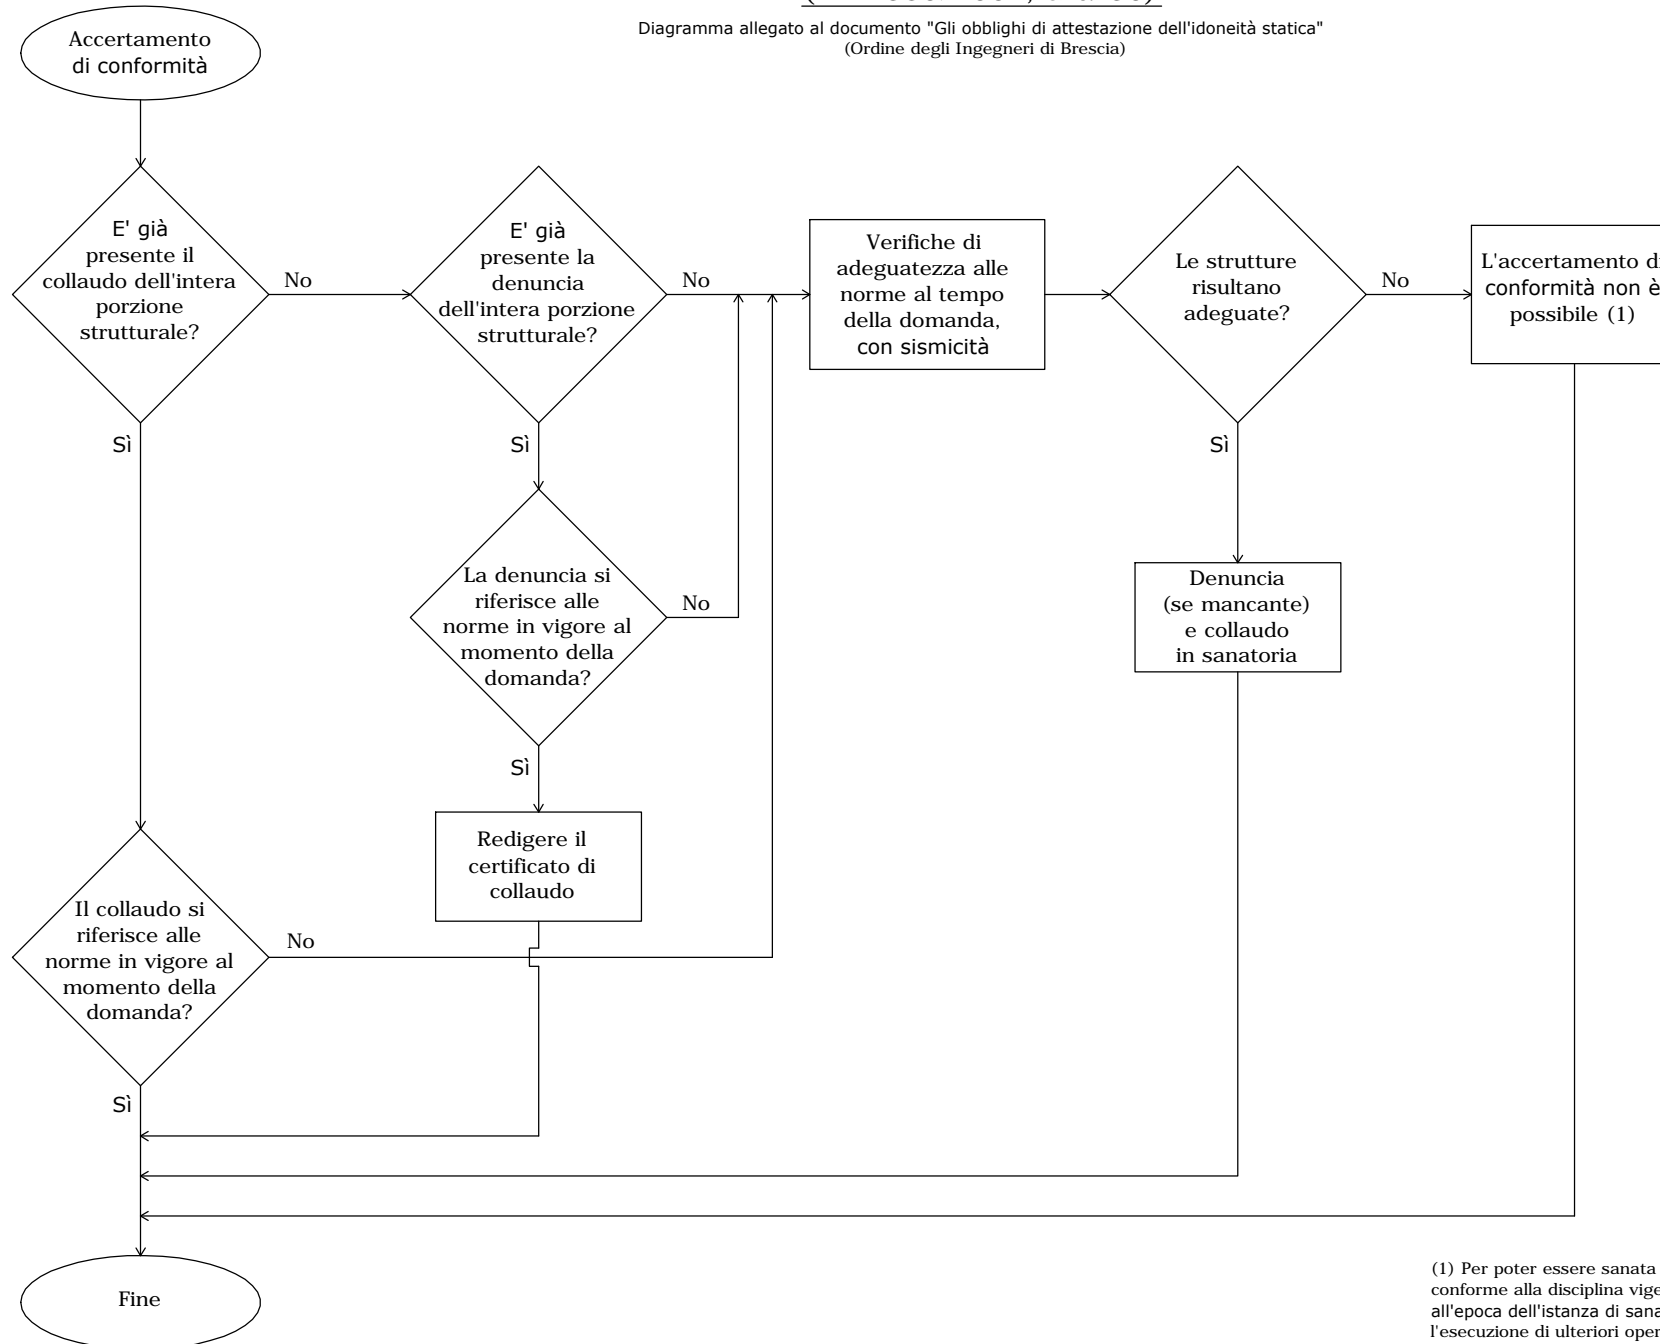 Diagramma allegato al documento "Gli obblighi di attestazione dell'idoneità statica"
(Ordine degli Ingegneri di Brescia)
Accertamento
di conformità
E' già
presente il
collaudo dell'intera
porzione
strutturale?
No
Sì
E' già
presente la
denuncia
dell'intera porzione
strutturale?
No
Sì
Verifiche di
adeguatezza alle
norme al tempo
della domanda,
con sismicità
Le strutture
risultano
adeguate?
No
Sì
L'accertamento di
conformità non è
possibile (1)
La denuncia si
riferisce alle
norme in vigore al
momento della
domanda?
No
Sì
Denuncia
(se mancante)
e collaudo
in sanatoria
Redigere il
certificato di
collaudo
Il collaudo si
riferisce alle
norme in vigore al
momento della
domanda?
No
Sì
Fine
(1) Per poter essere sanata
conforme alla disciplina
all'epoca dell'istanza di
l'esecuzione di ulteriori